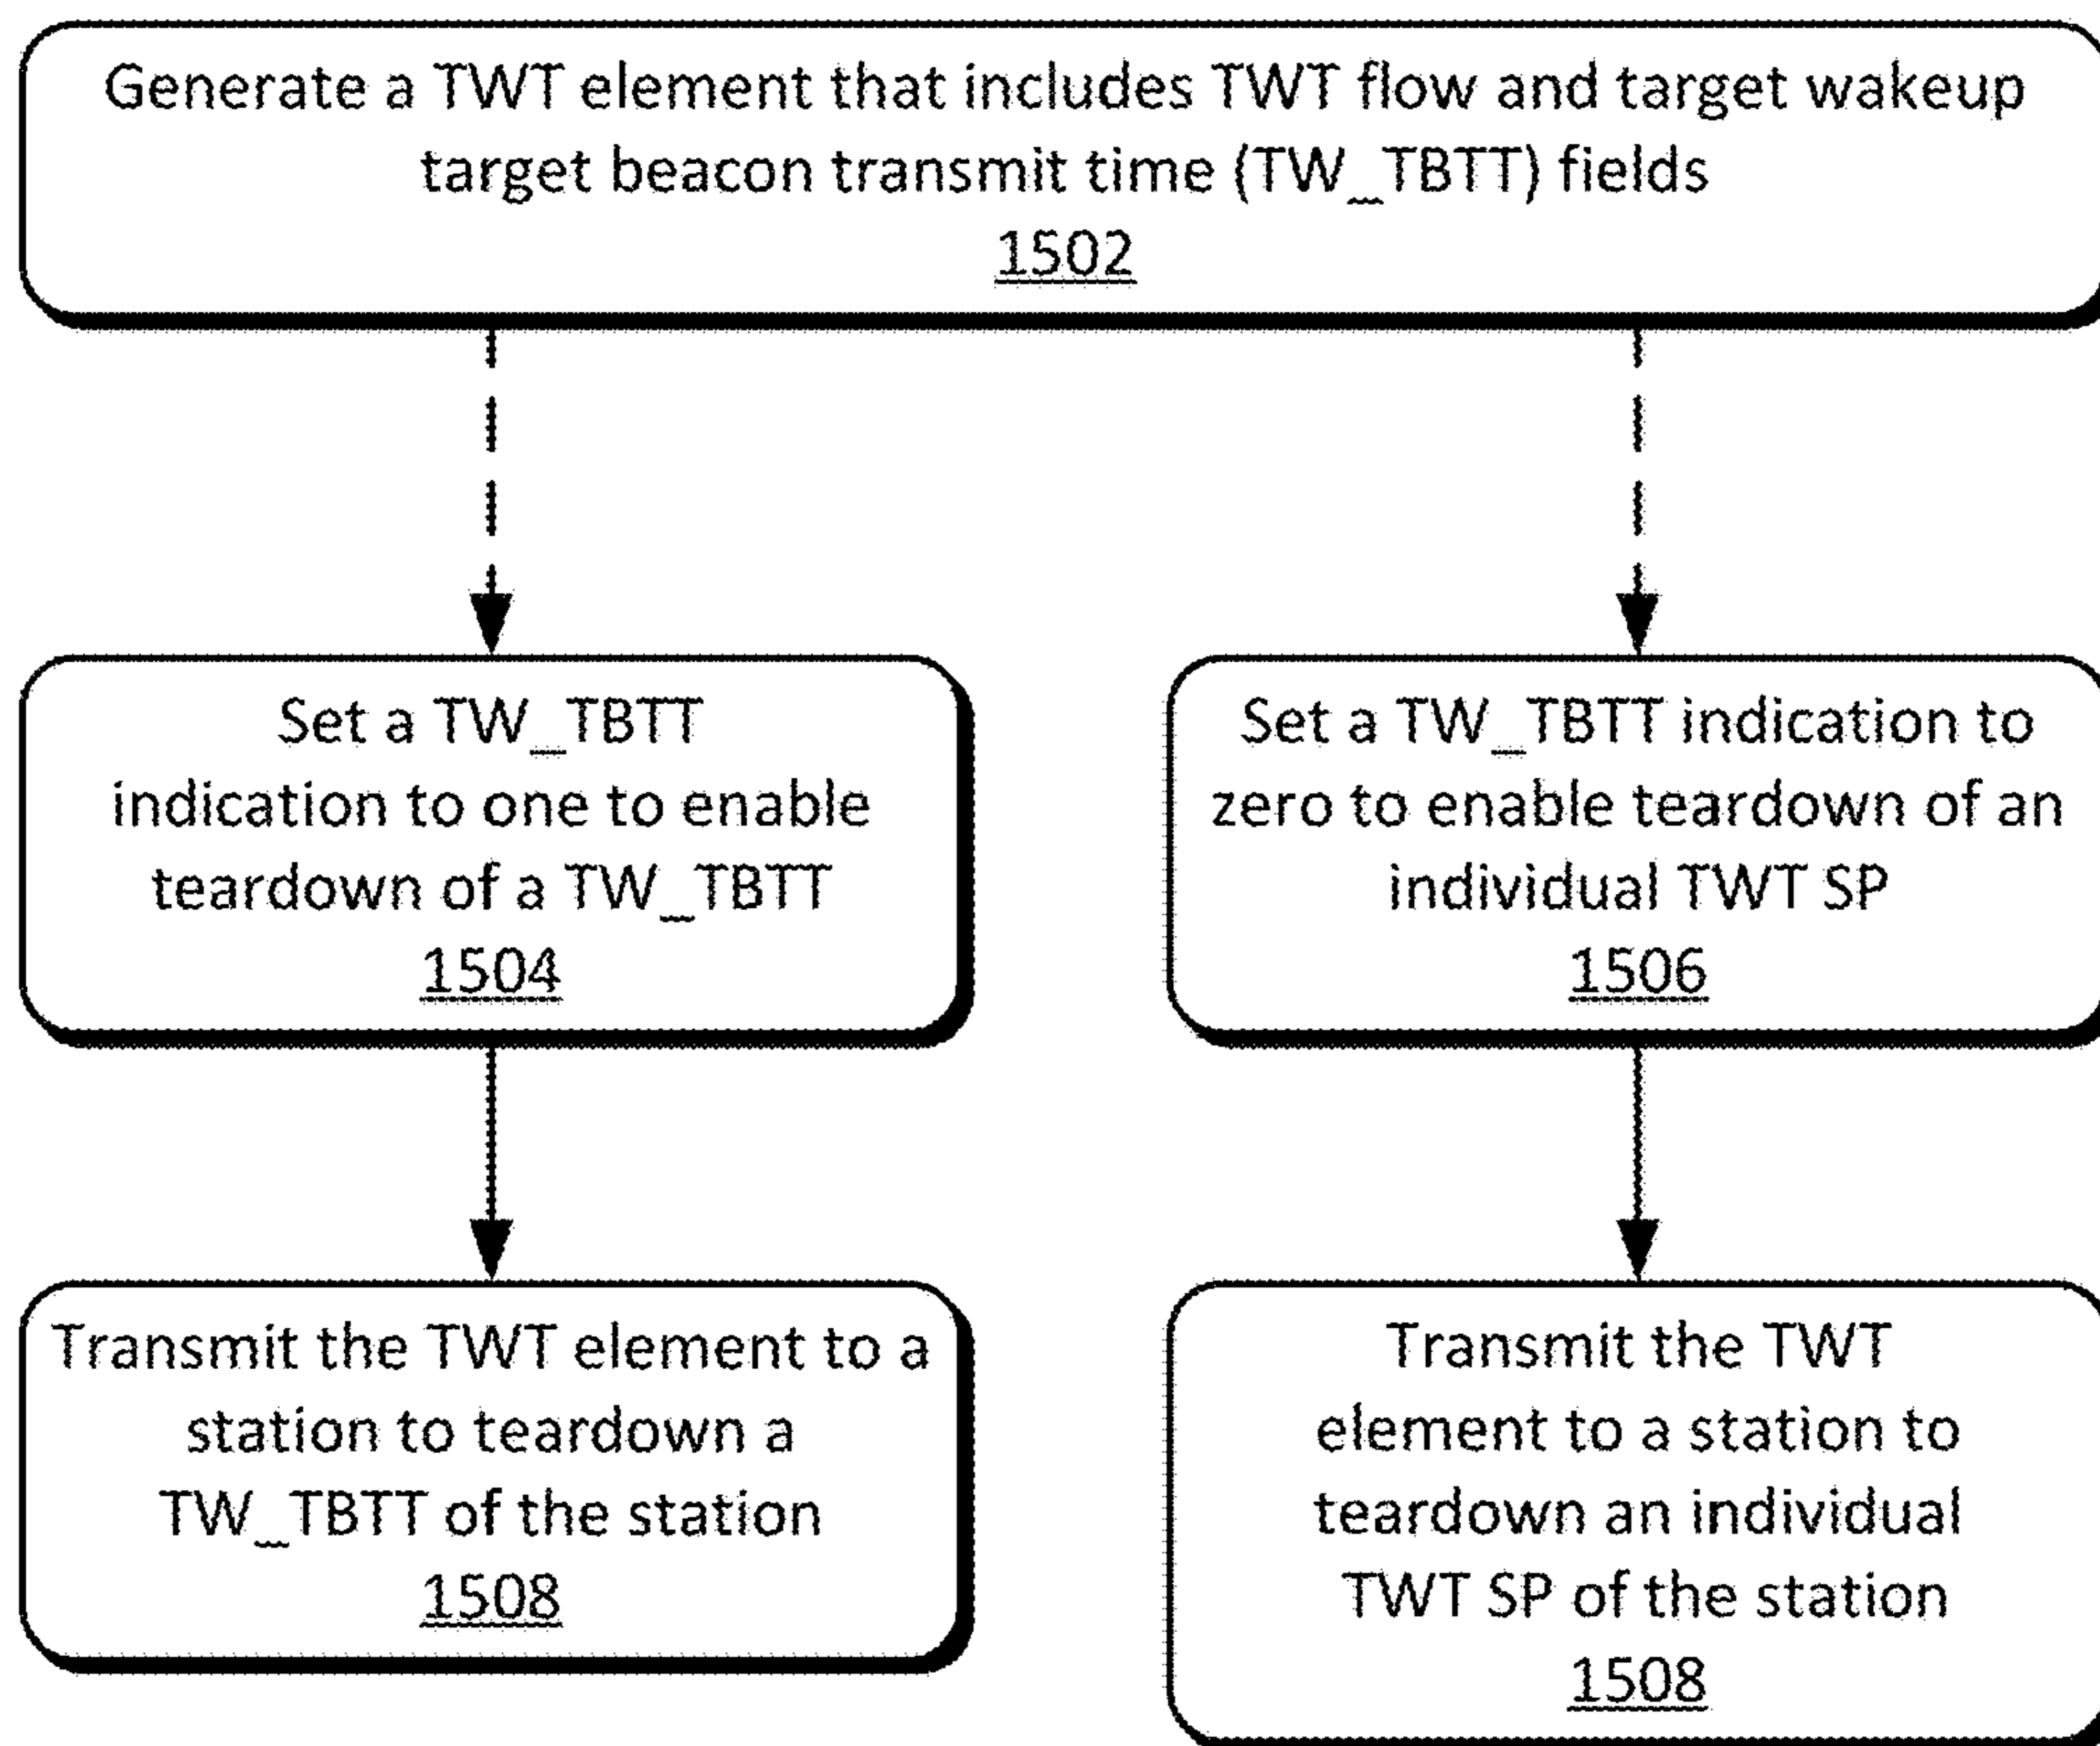 Generate a TWT element that includes TWT flow and target wakeup
target beacon transmit time (TW_TBTT) fields
1502
Set a TW_TBTT
indication to one to enable
teardown of a TW_TBTT
1504
Set a TW_TBTT indication to
zero to enable teardown of an
individual TWT SP
1506
Transmit the TWT element to a
station to teardown a
TW_TBTT of the station
1508
Transmit the TWT
element to a station to
teardown an individual
TWT SP of the station
1508